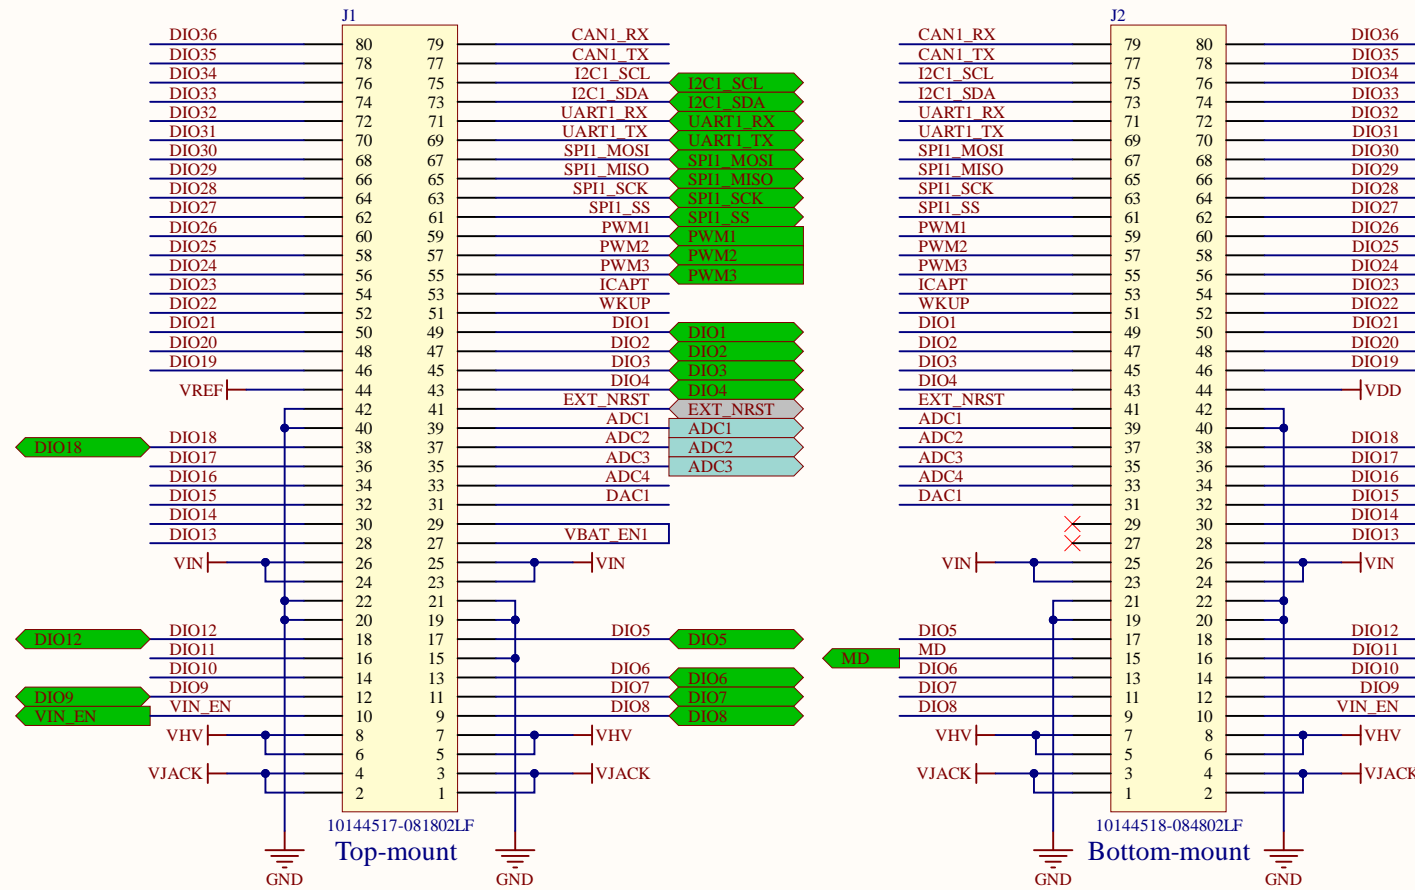 J1 J2
DIO36 80 79 CAN1_RX CAN1_RX 79 80 DIO36
DIO35 78 77 CAN1_TX CAN1_TX 77 78 DIO35
DIO34 76 75 I2C1_SCL I2C1_SCL I2C1_SCL 75 76 DIO34
DIO33 74 73 I2C1_SDA I2C1_SDA I2C1_SDA 73 74 DIO33
DIO32 72 71 UART1_RX UART1_RX UART1_RX 71 72 DIO32
DIO31 70 69 UART1_TX UART1_TX UART1_TX 69 70 DIO31
DIO30 68 67 SPI1_MOSI SPI1_MOSI SPI1_MOSI 67 68 DIO30
DIO29 66 65 SPI1_MISO SPI1_MISO SPI1_MISO 65 66 DIO29
DIO28 64 63 SPI1_SCK SPI1_SCK SPI1_SCK 63 64 DIO28
DIO27 62 61 SPI1_SS SPI1_SS SPI1_SS 61 62 DIO27
DIO26 60 59 PWM1 PWM1 PWM1 59 60 DIO26
DIO25 58 57 PWM2 PWM2 PWM2 57 58 DIO25
DIO24 56 55 PWM3 PWM3 PWM3 55 56 DIO24
DIO23 54 53 ICAPT ICAPT 53 54 DIO23
DIO22 52 51 WKUP WKUP 51 52 DIO22
DIO21 50 49 DIO1 DIO1 DIO1 49 50 DIO21
DIO20 48 47 DIO2 DIO2 DIO2 47 48 DIO20
DIO19 46 45 DIO3 DIO3 DIO3 45 46 DIO19
VREF 44 43 DIO4 DIO4 DIO4 43 44 VDD
42 41 EXT_NRST EXT_NRST EXT_NRST 41 42
40 39 ADC1 ADC1 ADC1 39 40
DIO18 DIO18 38 37 ADC2 ADC2 ADC2 37 38 DIO18
DIO17 36 35 ADC3 ADC3 ADC3 35 36 DIO17
DIO16 34 33 ADC4 ADC4 33 34 DIO16
DIO15 32 31 DAC1 DAC1 31 32 DIO15
DIO14 30 29 29 30 DIO14
DIO13 28 27 VBAT_EN1 27 28 DIO13
VIN 26 25 VIN VIN 25 26 VIN
24 23 23 24
22 21 21 22
20 19 19 20
DIO12 DIO12 18 17 DIO5 DIO5 DIO5 17 18 DIO12
DIO11 16 15 MD MD 15 16 DIO11
DIO10 14 13 DIO6 DIO6 DIO6 13 14 DIO10
DIO9 DIO9 12 11 DIO7 DIO7 DIO7 11 12 DIO9
VIN_EN VIN_EN 10 9 DIO8 DIO8 DIO8 9 10 VIN_EN
VHV 8 7 VHV VHV 7 8 VHV
6 5 5 6
VJACK 4 3 VJACK VJACK 3 4 VJACK
2 1 1 2
10144517-081802LF 10144518-084802LF
Top-mount Bottom-mount
GND GND GND GND